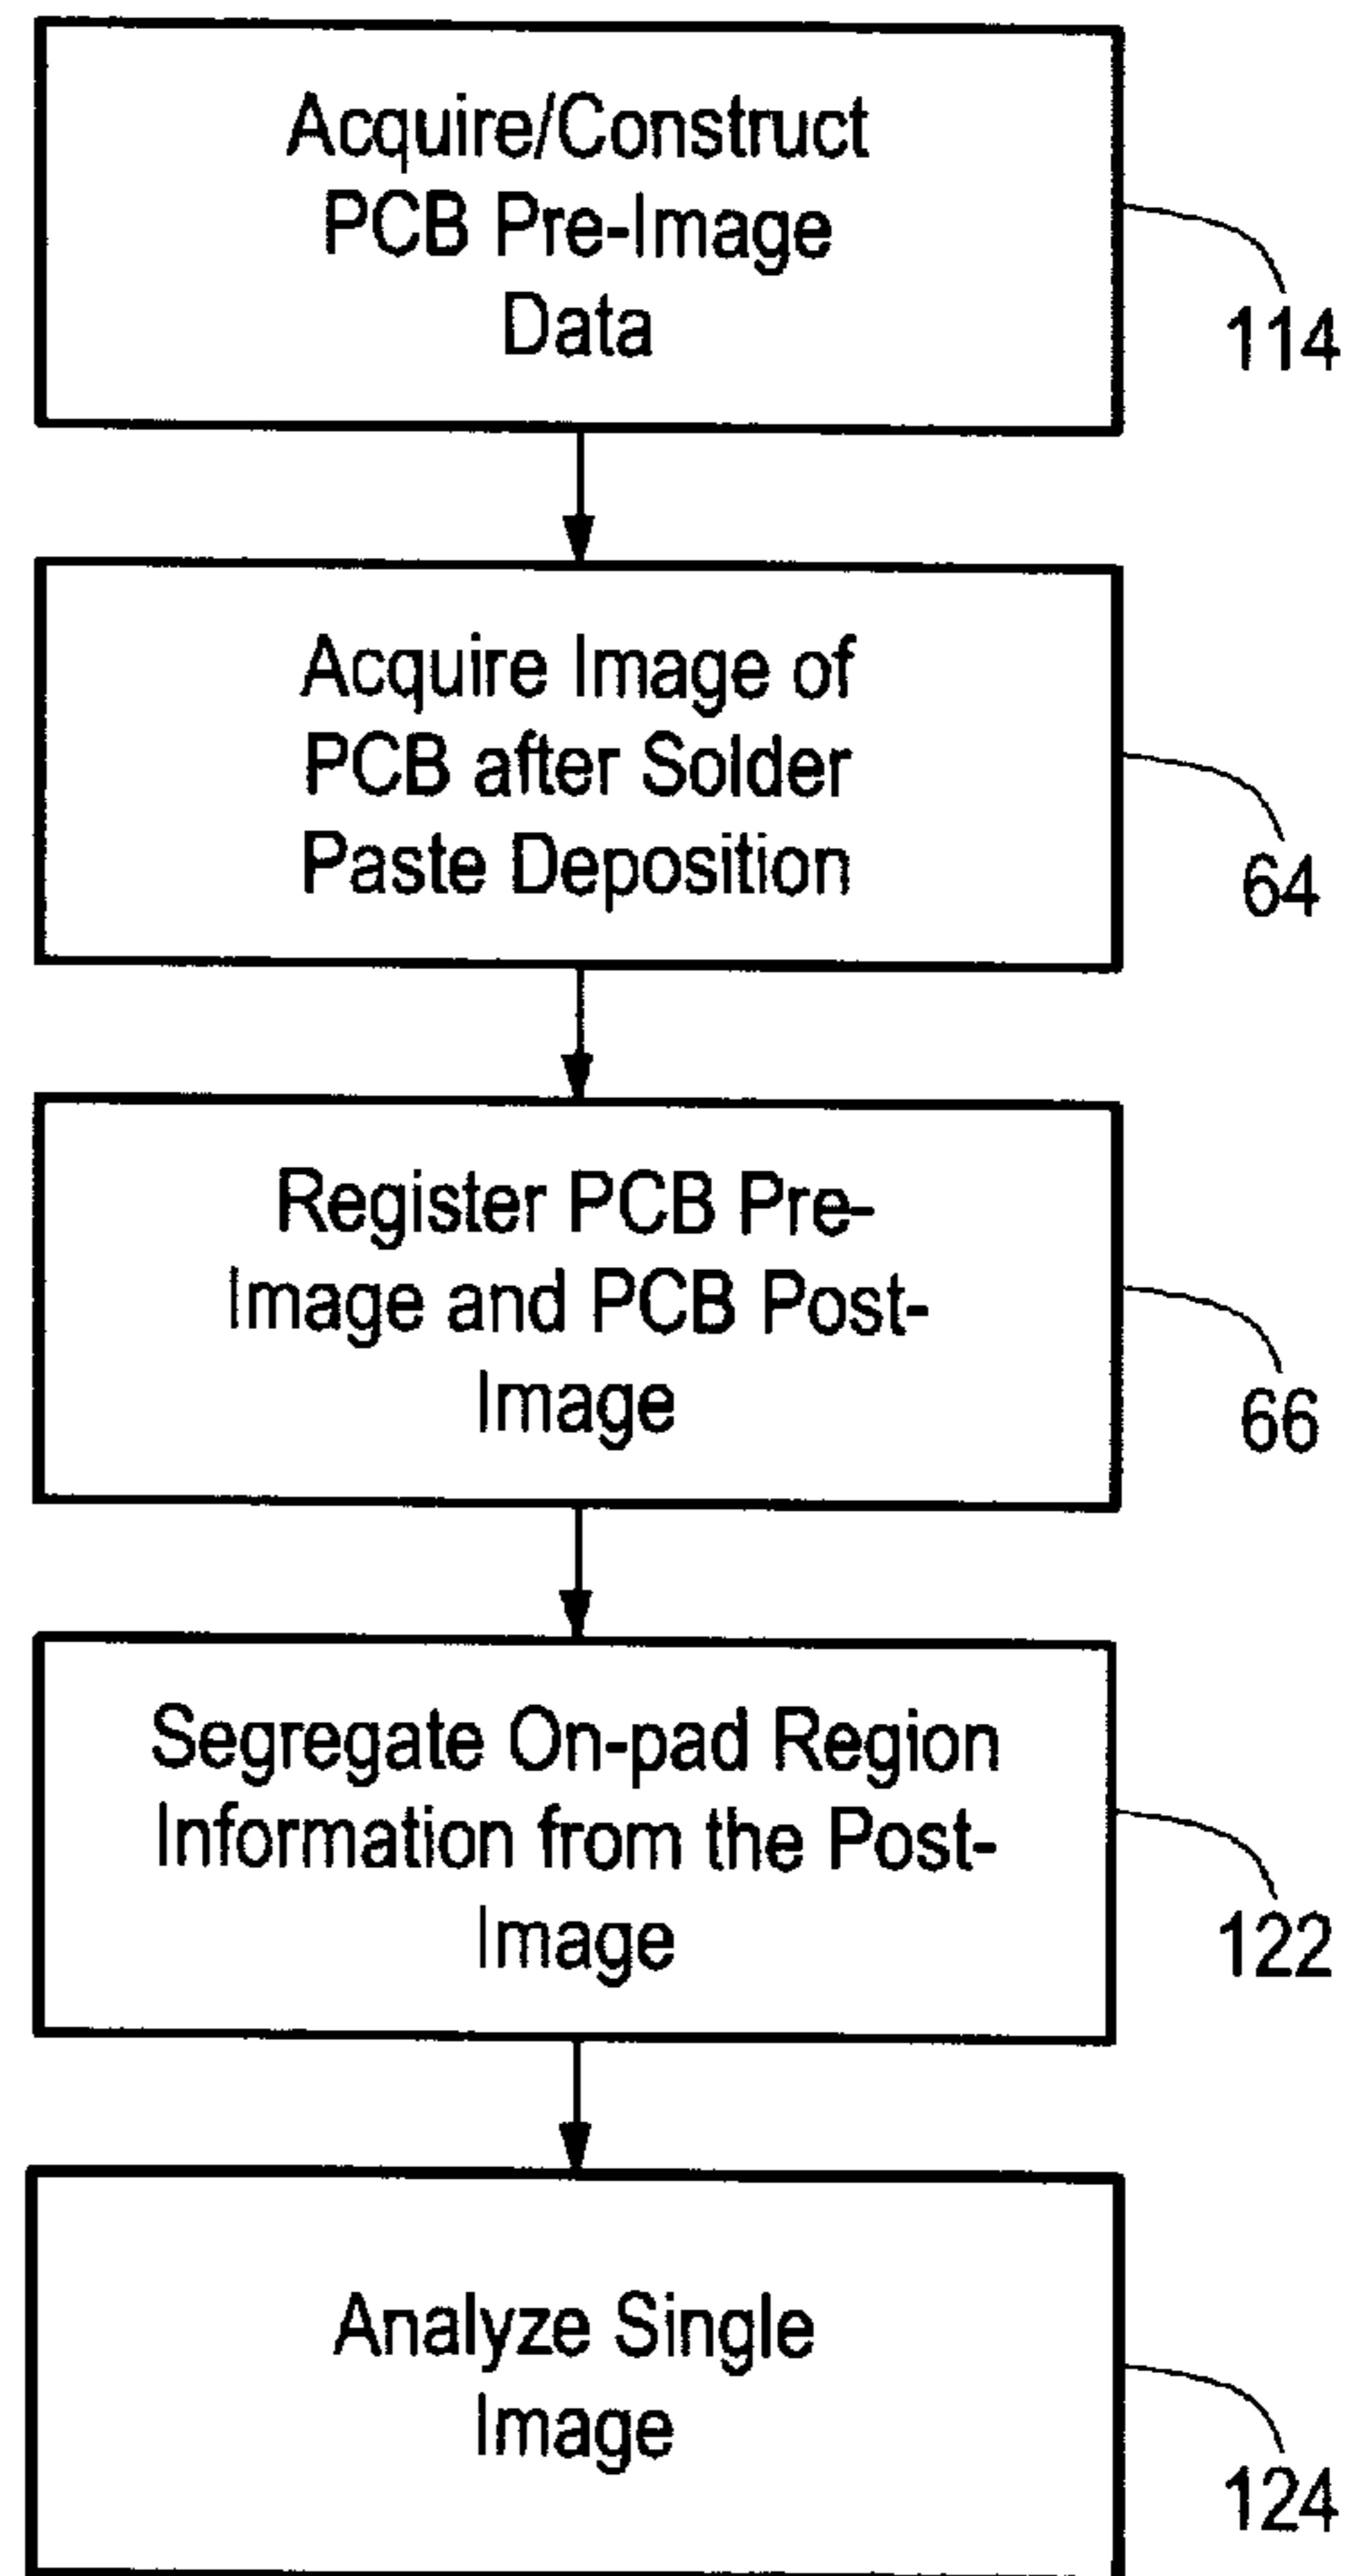 Acquire/Construct
PCB Pre-Image
Data
114
Acquire Image of
PCB after Solder
Paste Deposition
64
Register PCB Pre-
Image and PCB Post-
Image
66
Segregate On-pad Region
Information from the Post-
Image
122
Analyze Single
Image
124